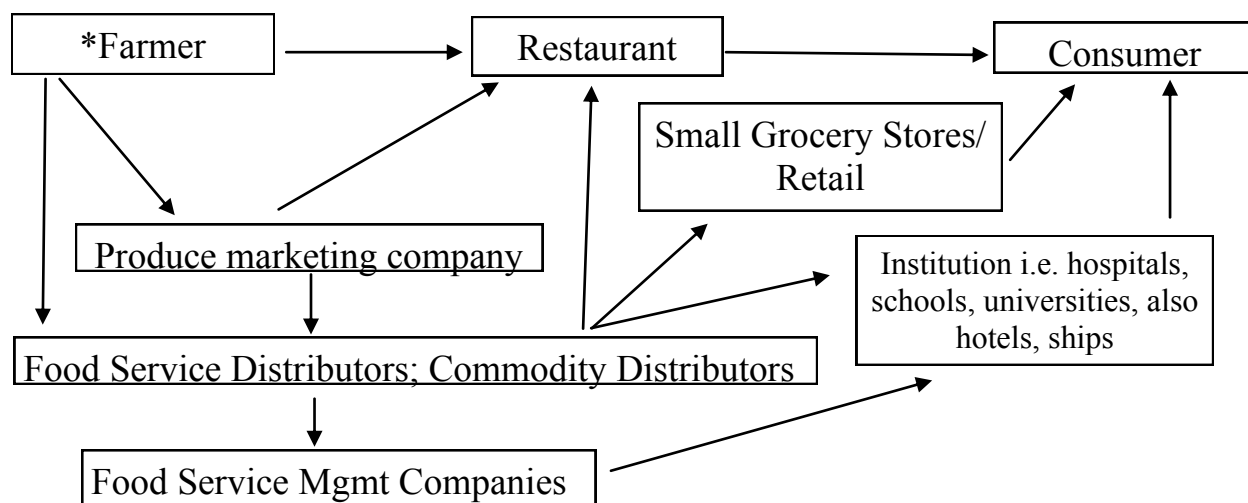 *Farmer
Restaurant
Consumer
Small Grocery Stores/
Retail
Produce marketing company
Institution i.e. hospitals,
schools, universities, also
hotels, ships
Food Service Distributors; Commodity Distributors
Food Service Mgmt Companies